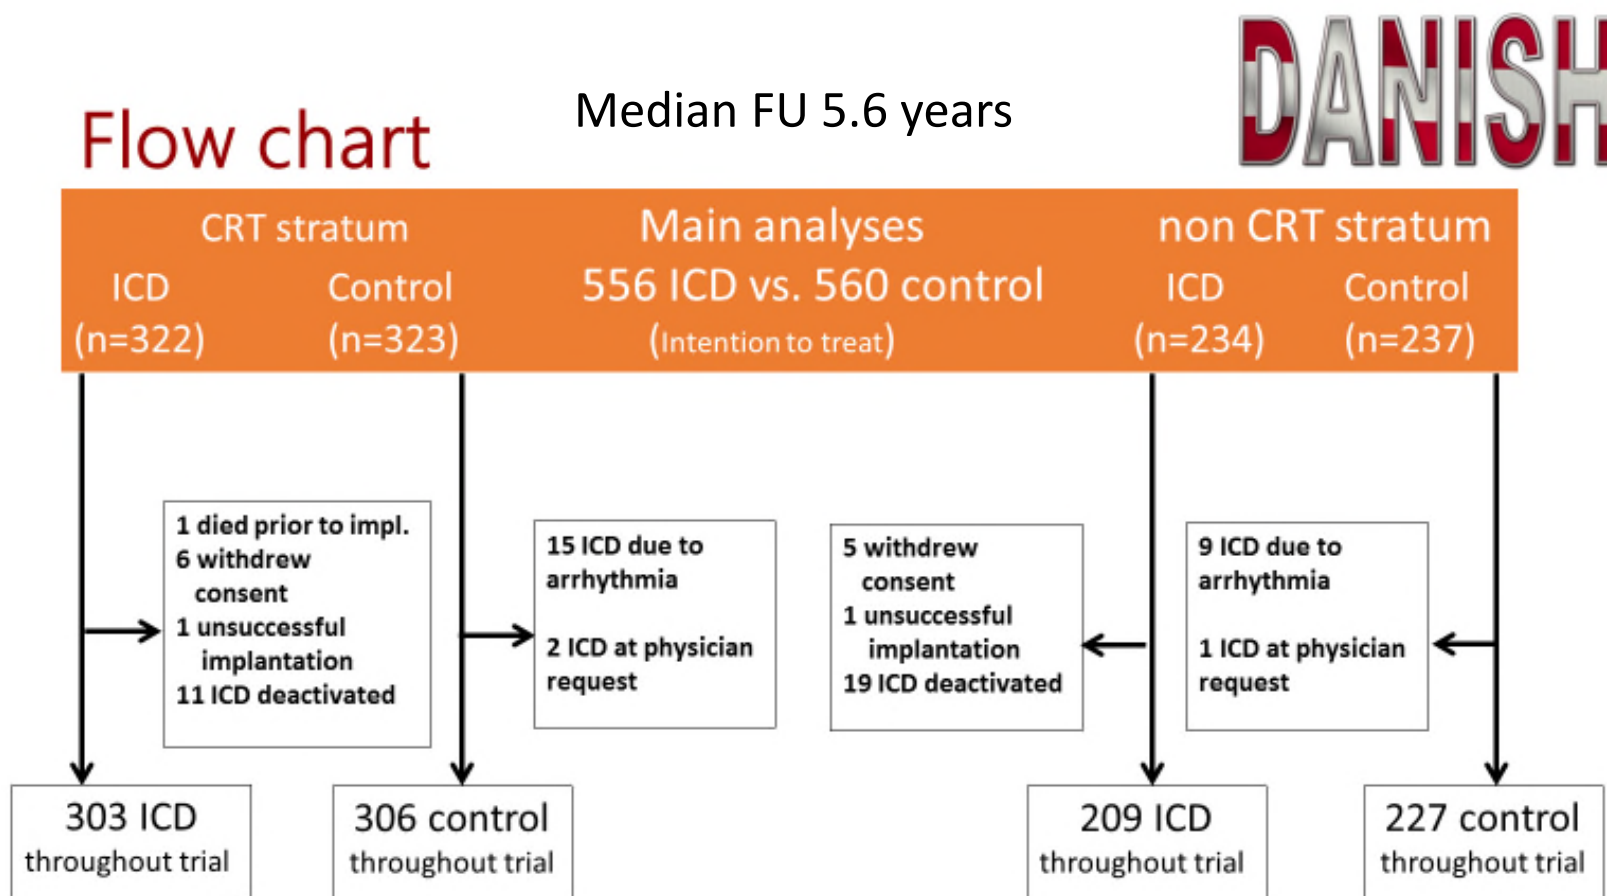 DANISH
Flow chart
Median FU 5.6 years
CRT stratum
ICD
(n=322)
Control
(n=323)
Main analyses
556 ICD vs. 560 control
(Intention to treat)
non CRT stratum
ICD
(n=234)
Control
(n=237)
1 died prior to impl.
6 withdrew
consent
1 unsuccessful
implantation
11 ICD deactivated
15 ICD due to
arrhythmia
2 ICD at physician
request
5 withdrew
consent
1 unsuccessful
implantation
19 ICD deactivated
9 ICD due to
arrhythmia
1 ICD at physician
request
303 ICD
throughout trial
306 control
throughout trial
209 ICD
throughout trial
227 control
throughout trial